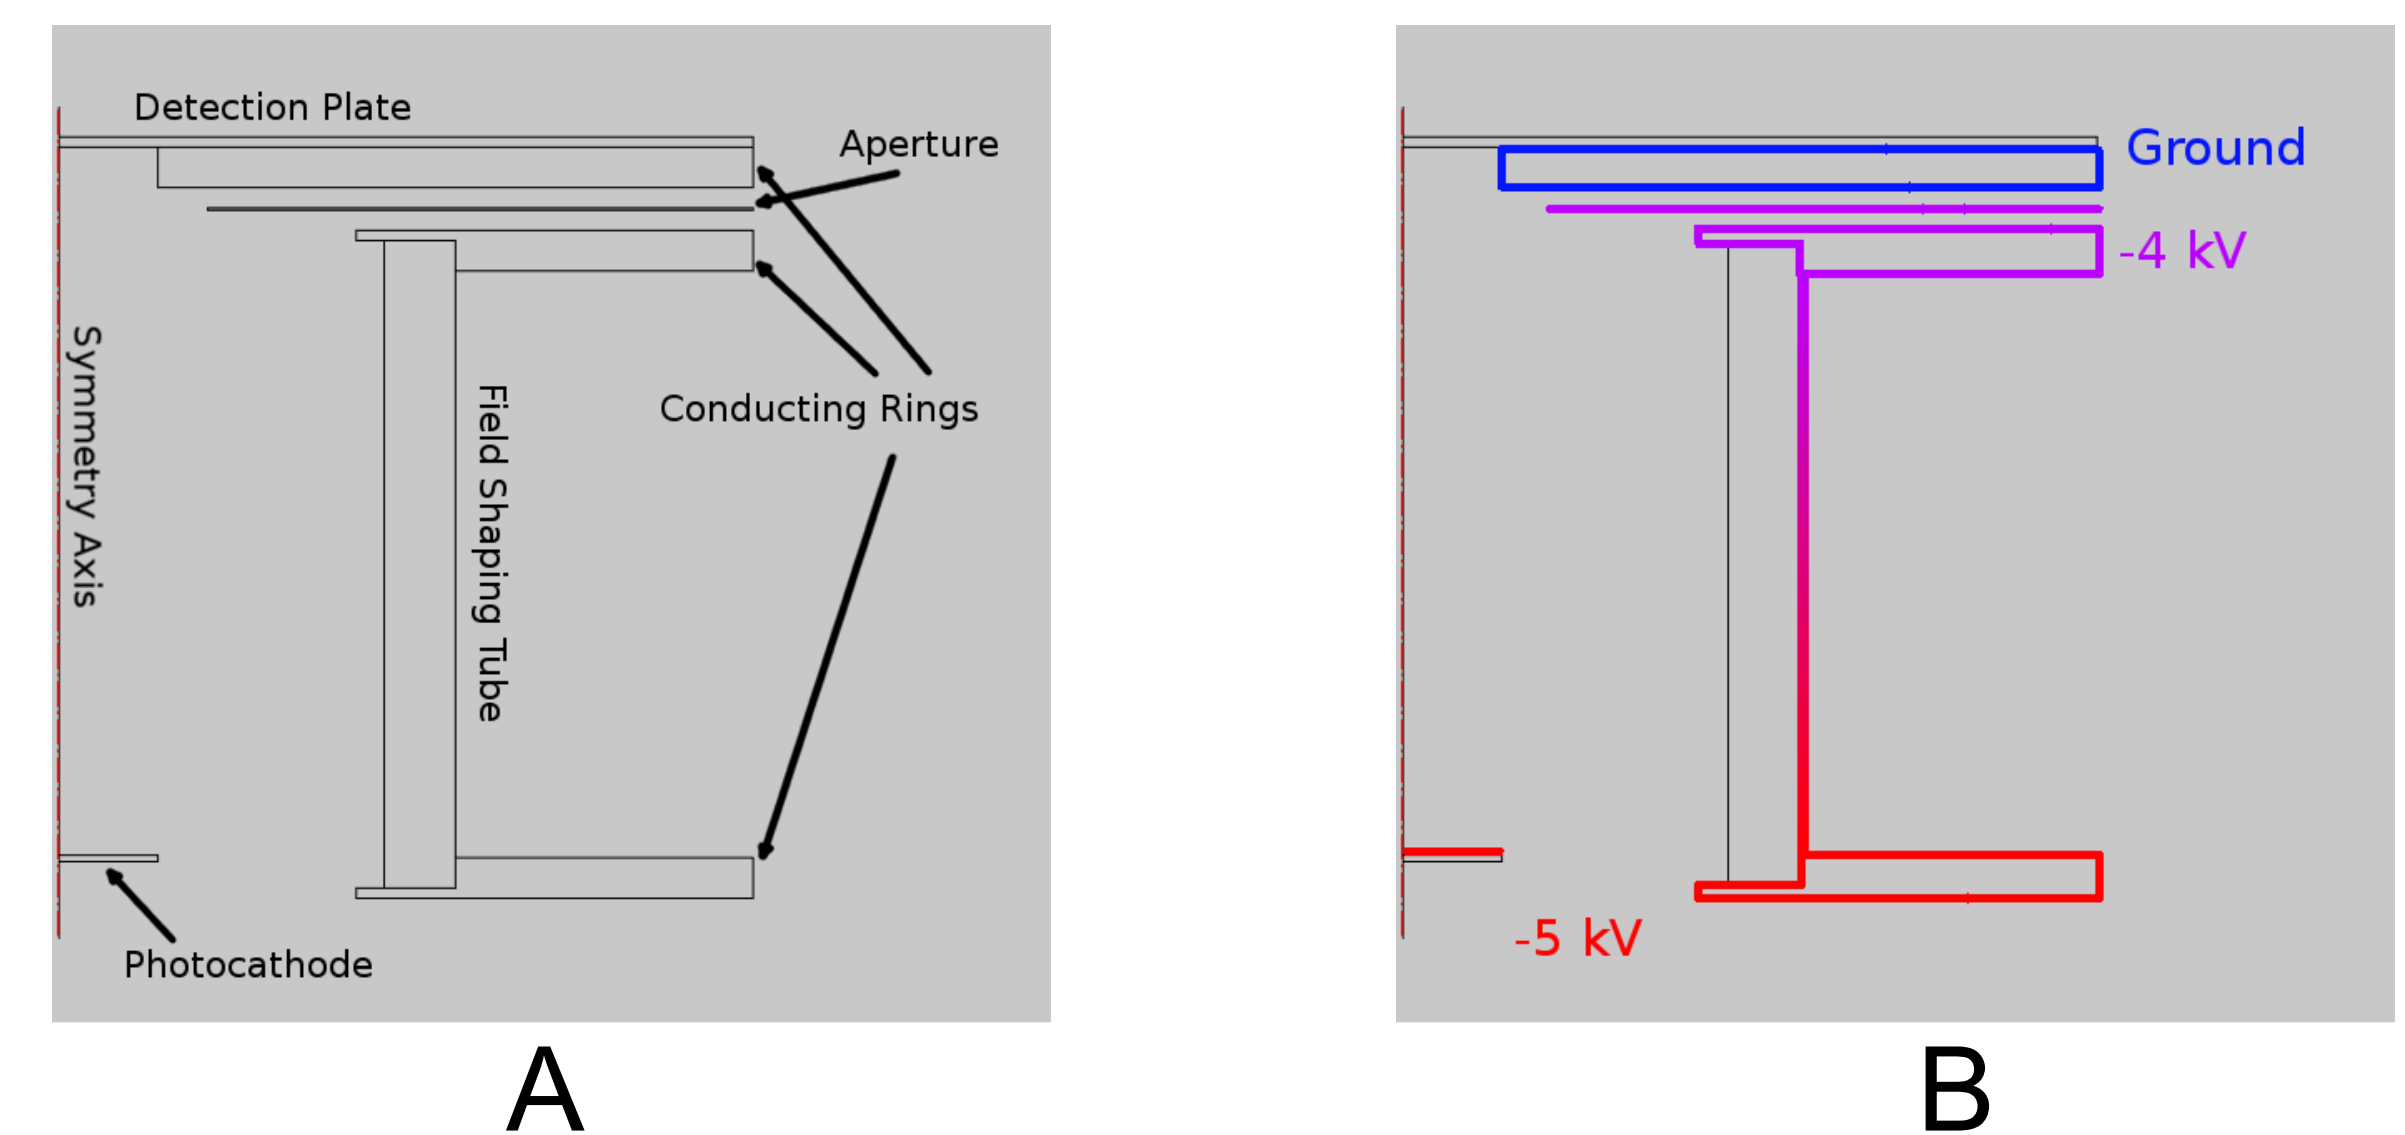 Detection Plate
Aperture
Symmetry Axis
Field Shaping Tube
Conducting Rings
Photocathode
A
Ground
-4 kV
-5 kV
B